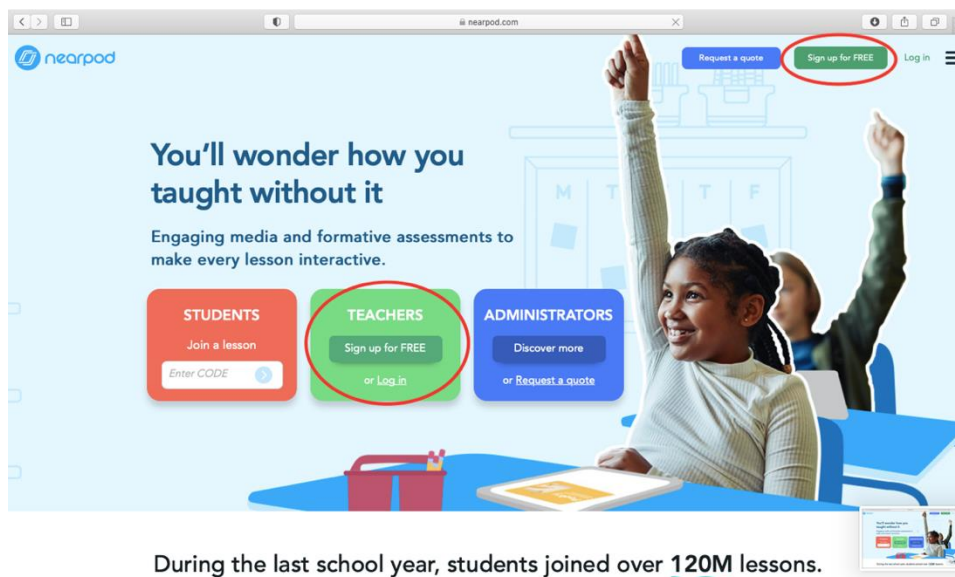 nearpod.com
nearpod
Request a quote
Sign up for FREE
Log in
You'll wonder how you
taught without it
M T T F
Engaging media and formative assessments to
make every lesson interactive.
STUDENTS
Join a lesson
Enter CODE
TEACHERS
Sign up for FREE
or Log in
ADMINISTRATORS
Discover more
or Request a quote
During the last school year, students joined over 120M lessons.